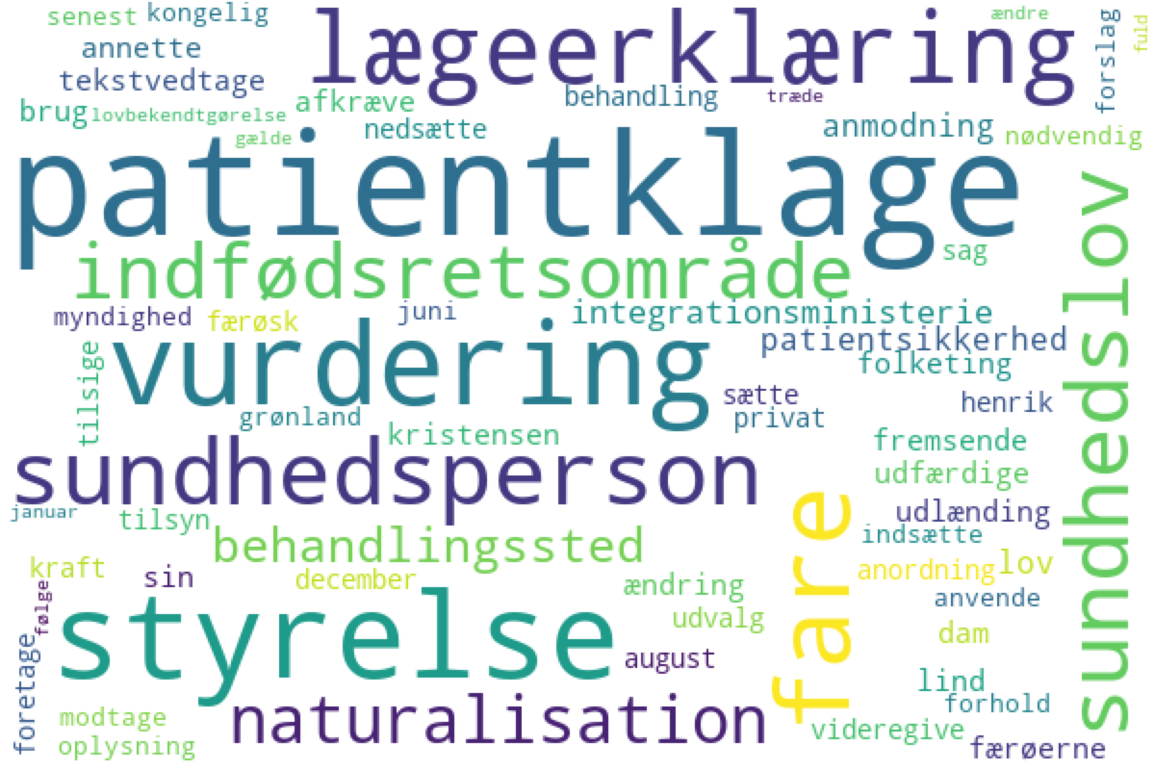 senest
kongelig
lægeerklæring
ændre
forslag
fuld
annette
tekstvedtage
behandling
træde
brug
lovbekendtgørelse
afkræve
nedsætte
anmodning
nødvendig
gælde
patientklage
sundhedslov
indfødsretsområde
sag
myndighed
færøsk
juni
integrationsministerie
patientsikkerhed
tilsige
vurdering
folketing
sætte
henrik
grønland
privat
kristensen
fremsende
sundhedsperson
udfærdige
fare
januar
tilsyn
udlænding
indsætte
behandlingssted
kraft
sin
december
ændring
anordning
lov
følge
styrelse
udvalg
anvende
dam
august
foretage
lind
forhold
modtage
naturalisation
videregive
oplysning
færøerne